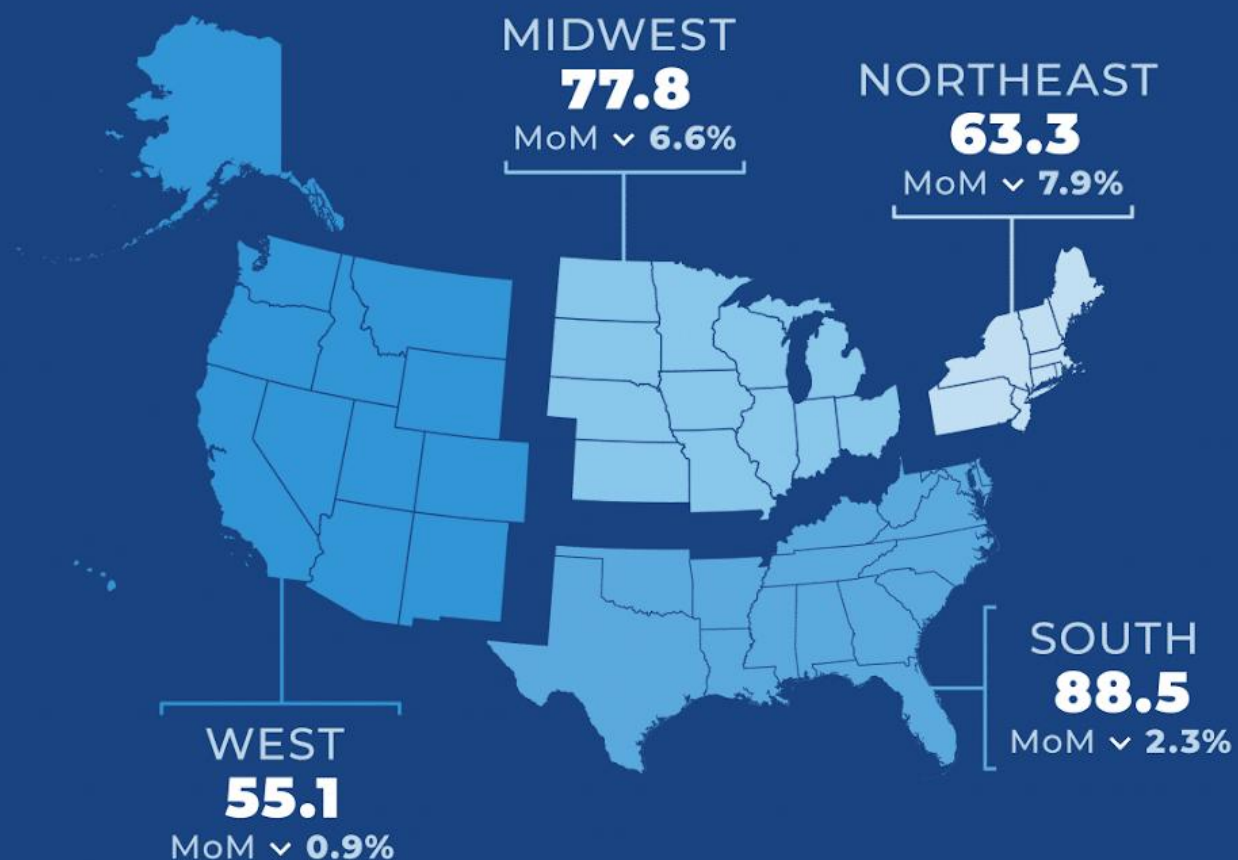 MIDWEST
77.8
MoM ⌄ 6.6%
NORTHEAST
63.3
MoM ⌄ 7.9%
SOUTH
88.5
MoM ⌄ 2.3%
WEST
55.1
MoM ⌄ 0.9%